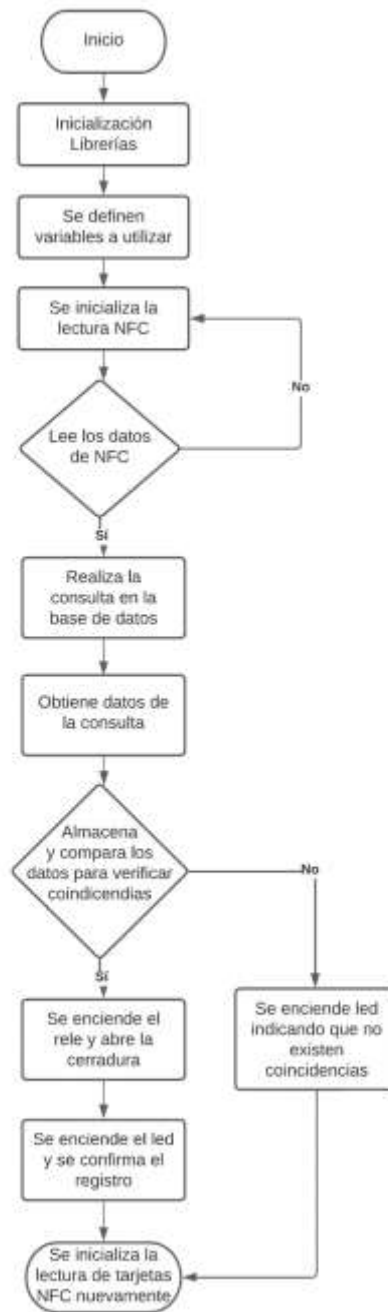 Inicio
Inicialización
Librerías
Se definen
variables a utilizar
Se inicializa la
lectura NFC
No
Lee los datos
de NFC
Sí
Realiza la
consulta en la
base de datos
Obtiene datos de
la consulta
Almacena
y compara los
datos para verificar
coindicendias
No
Sí
Se enciende el
rele y abre la
cerradura
Se enciende led
indicando que no
existen
coincidencias
Se enciende el led
y se confirma el
registro
Se inicializa la
lectura de tarjetas
NFC nuevamente